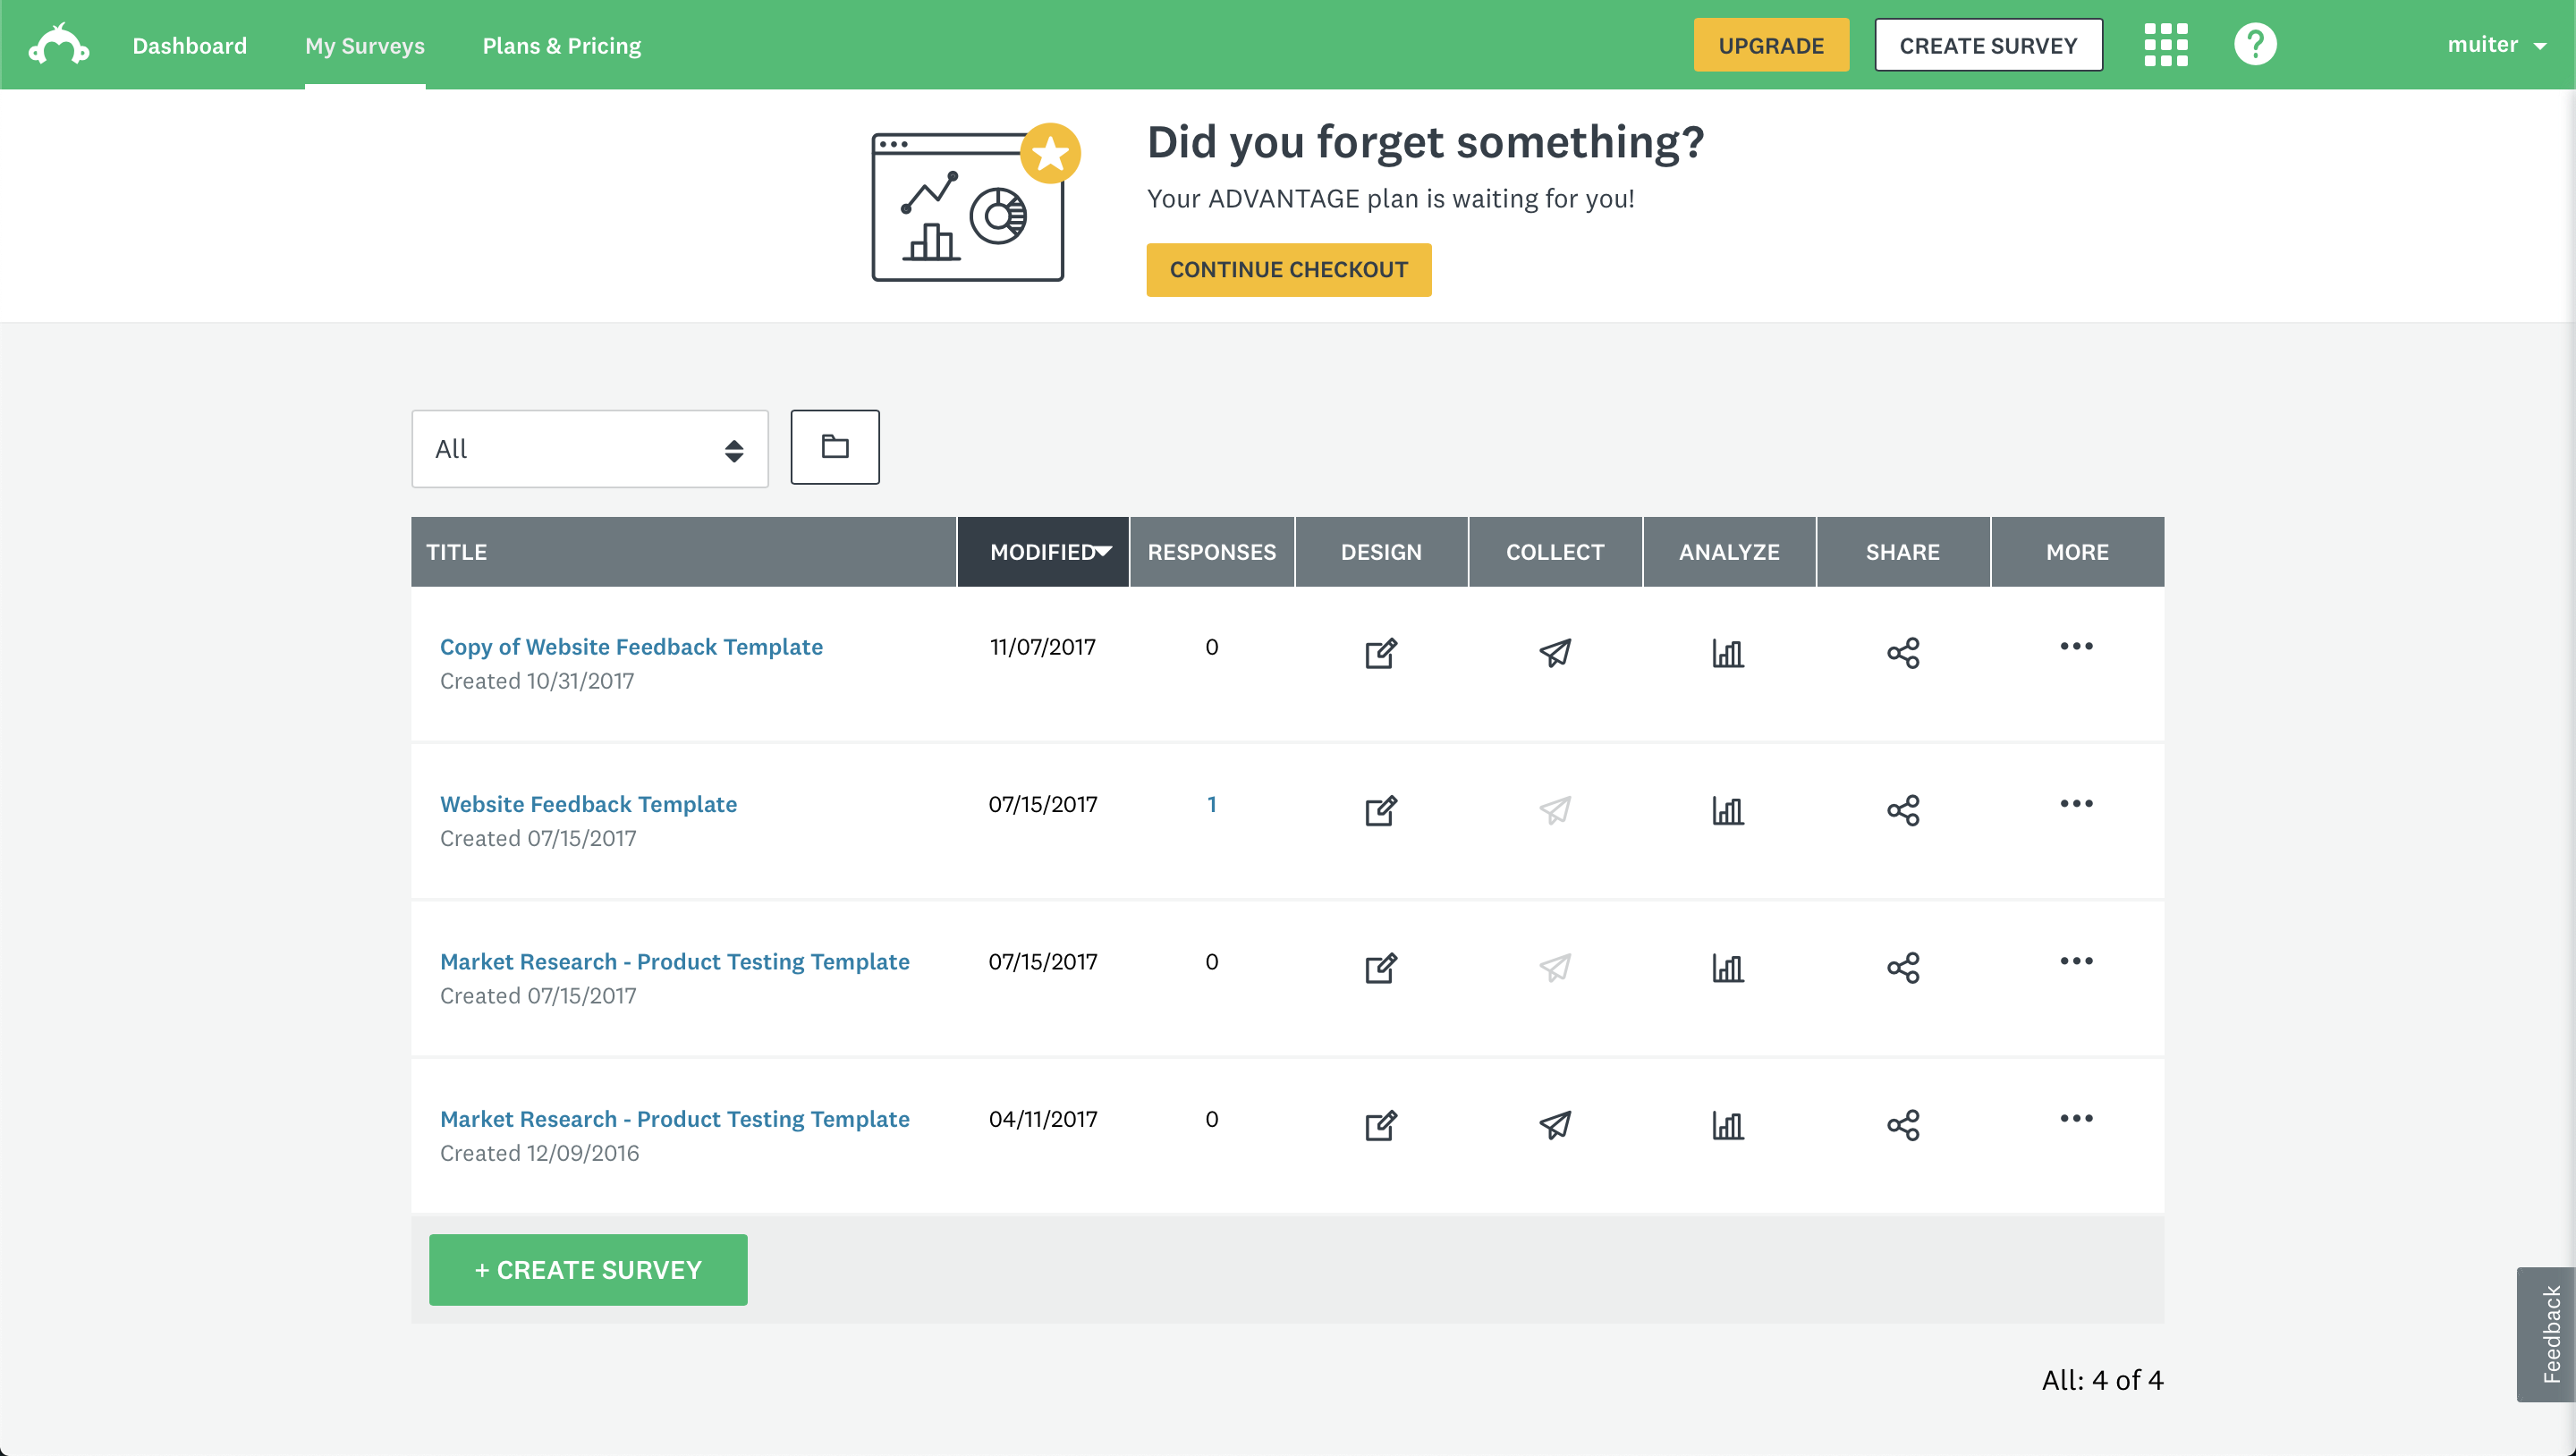 Dashboard My Surveys Plans & Pricing UPGRADE CREATE SURVEY ? muiter
Did you forget something?
Your ADVANTAGE plan is waiting for you!
CONTINUE CHECKOUT
All
TITLE MODIFIED RESPONSES DESIGN COLLECT ANALYZE SHARE MORE
Copy of Website Feedback Template 11/07/2017 0
Created 10/31/2017
Website Feedback Template 07/15/2017 1
Created 07/15/2017
Market Research - Product Testing Template 07/15/2017 0
Created 07/15/2017
Market Research - Product Testing Template 04/11/2017 0
Created 12/09/2016
+ CREATE SURVEY
Feedback
All: 4 of 4